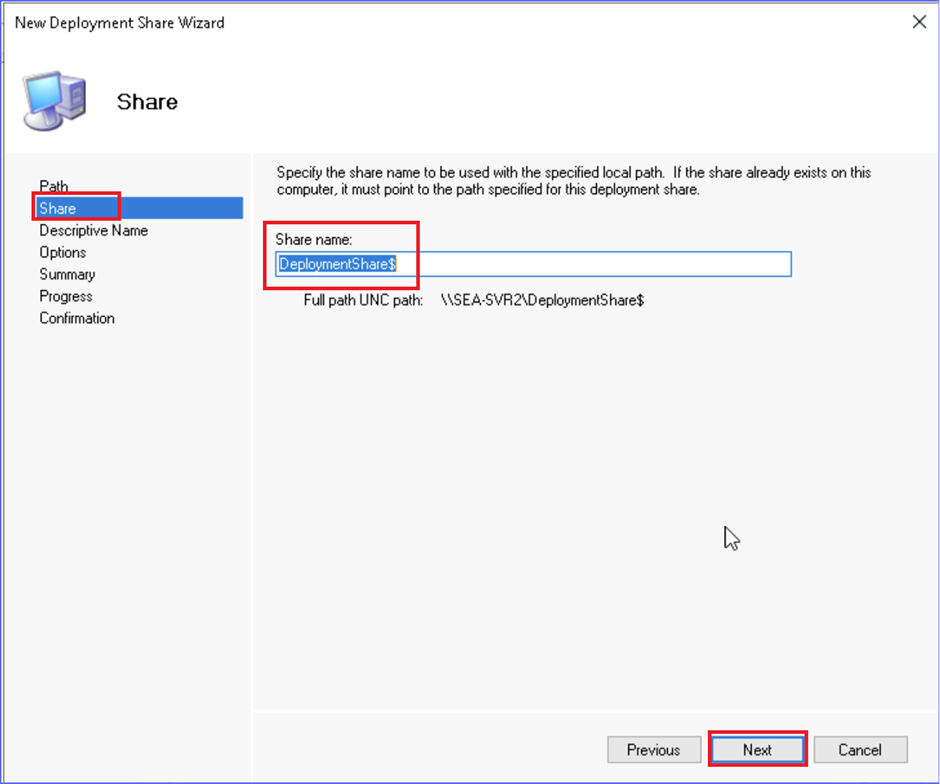 New Deployment Share Wizard
Share
Path
Share
Descriptive Name
Options
Summary
Progress
Confirmation
Specify the share name to be used with the specified local path.  If the share already exists on this
computer, it must point to the path specified for this deployment share.
Share name:
DeploymentShare$
Full path UNC path: \\SEA-SVR2\DeploymentShare$
Previous
Next
Cancel